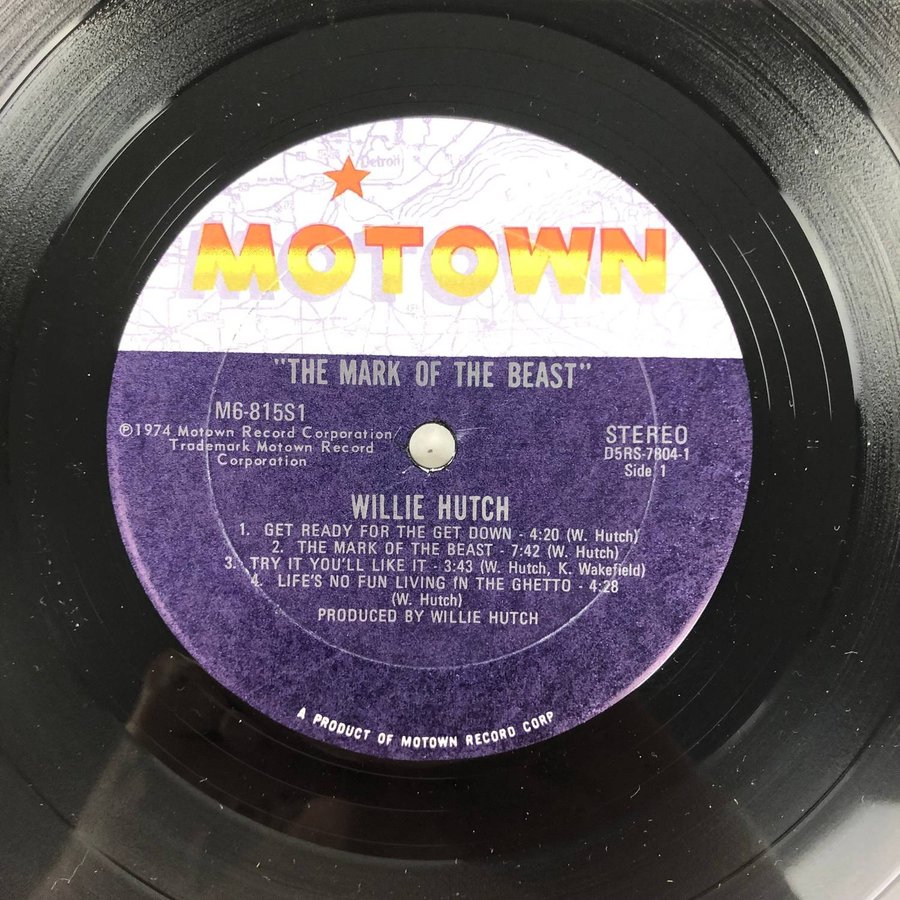 Detroit
MOTOWN
"THE MARK OF THE BEAST"
M6-815S1
℗1974 Motown Record Corporation/
Trademark Motown Record
Corporation
STEREO
D5RS-7804-1
Side 1
WILLIE HUTCH
1. GET READY FOR THE GET DOWN - 4:20 (W. Hutch)
2. THE MARK OF THE BEAST - 7:42 (W. Hutch)
3. TRY IT YOU'LL LIKE IT - 3:43 (W. Hutch, K. Wakefield)
4. LIFE'S NO FUN LIVING IN THE GHETTO - 4:28
(W. Hutch)
PRODUCED BY WILLIE HUTCH
A PRODUCT OF MOTOWN RECORD CORP